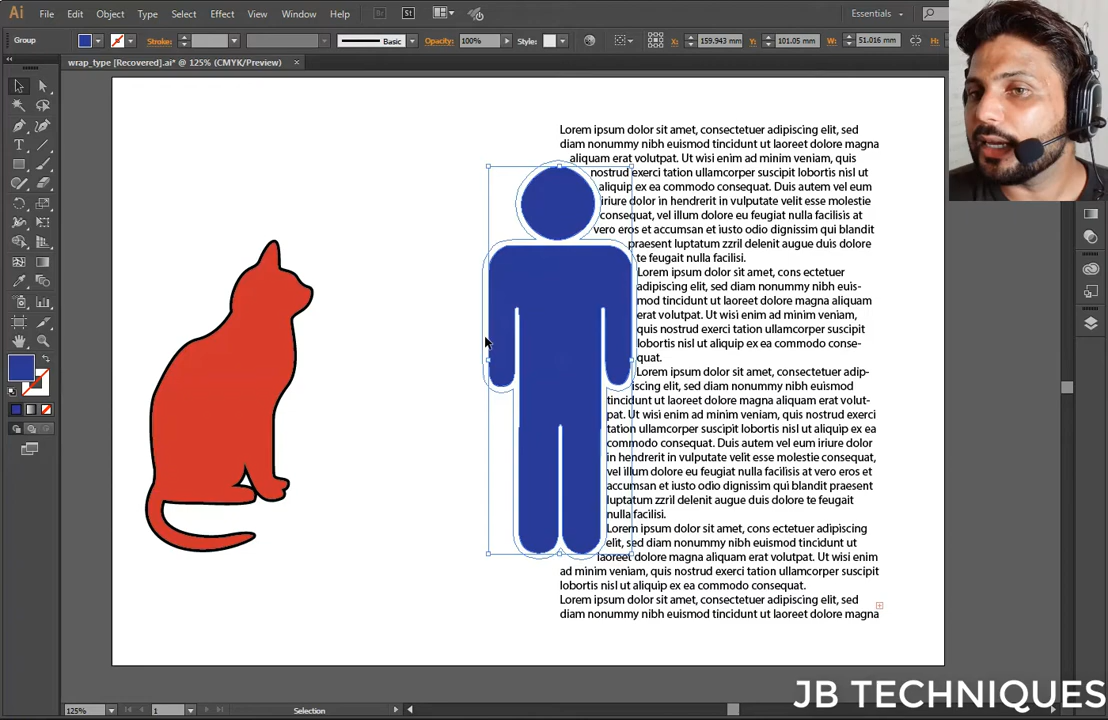 Ai File Edit Object Type Select Effect View Window Help Br St Essentials
Group Stroke: Basic Opacity: 100% Style: X: 159.943 mm Y: 101.05 mm W: 51.016 mm H:
wrap_type [Recovered].ai* @ 125% (CMYK/Preview) ×
Lorem ipsum dolor sit amet, consectetuer adipiscing elit, sed
diam nonummy nibh euismod tincidunt ut laoreet dolore magna
aliquam erat volutpat. Ut wisi enim ad minim veniam, quis
nostrud exerci tation ullamcorper suscipit lobortis nisl ut
aliquip ex ea commodo consequat. Duis autem vel eum
iriure dolor in hendrerit in vulputate velit esse molestie
consequat, vel illum dolore eu feugiat nulla facilisis at
vero eros et accumsan et iusto odio dignissim qui blandit
praesent luptatum zzril delenit augue duis dolore
te feugait nulla facilisi.
Lorem ipsum dolor sit amet, cons ectetuer
adipiscing elit, sed diam nonummy nibh euis-
mod tincidunt ut laoreet dolore magna aliquam
erat volutpat. Ut wisi enim ad minim veniam,
quis nostrud exerci tation ullamcorper suscipit
lobortis nisl ut aliquip ex ea commodo conse-
quat.
Lorem ipsum dolor sit amet, consectetuer adip-
iscing elit, sed diam nonummy nibh euismod
tincidunt ut laoreet dolore magna aliquam erat volut-
pat. Ut wisi enim ad minim veniam, quis nostrud exerci
tation ullamcorper suscipit lobortis nisl ut aliquip ex ea
commodo consequat. Duis autem vel eum iriure dolor
in hendrerit in vulputate velit esse molestie consequat,
vel illum dolore eu feugiat nulla facilisis at vero eros et
accumsan et iusto odio dignissim qui blandit praesent
luptatum zzril delenit augue duis dolore te feugait
nulla facilisi.
Lorem ipsum dolor sit amet, consectetuer adipiscing
elit, sed diam nonummy nibh euismod tincidunt ut
laoreet dolore magna aliquam erat volutpat. Ut wisi enim
ad minim veniam, quis nostrud exerci tation ullamcorper suscipit
lobortis nisl ut aliquip ex ea commodo consequat.
Lorem ipsum dolor sit amet, consectetuer adipiscing elit, sed
diam nonummy nibh euismod tincidunt ut laoreet dolore magna
JB TECHNIQUES
125% 1 Selection